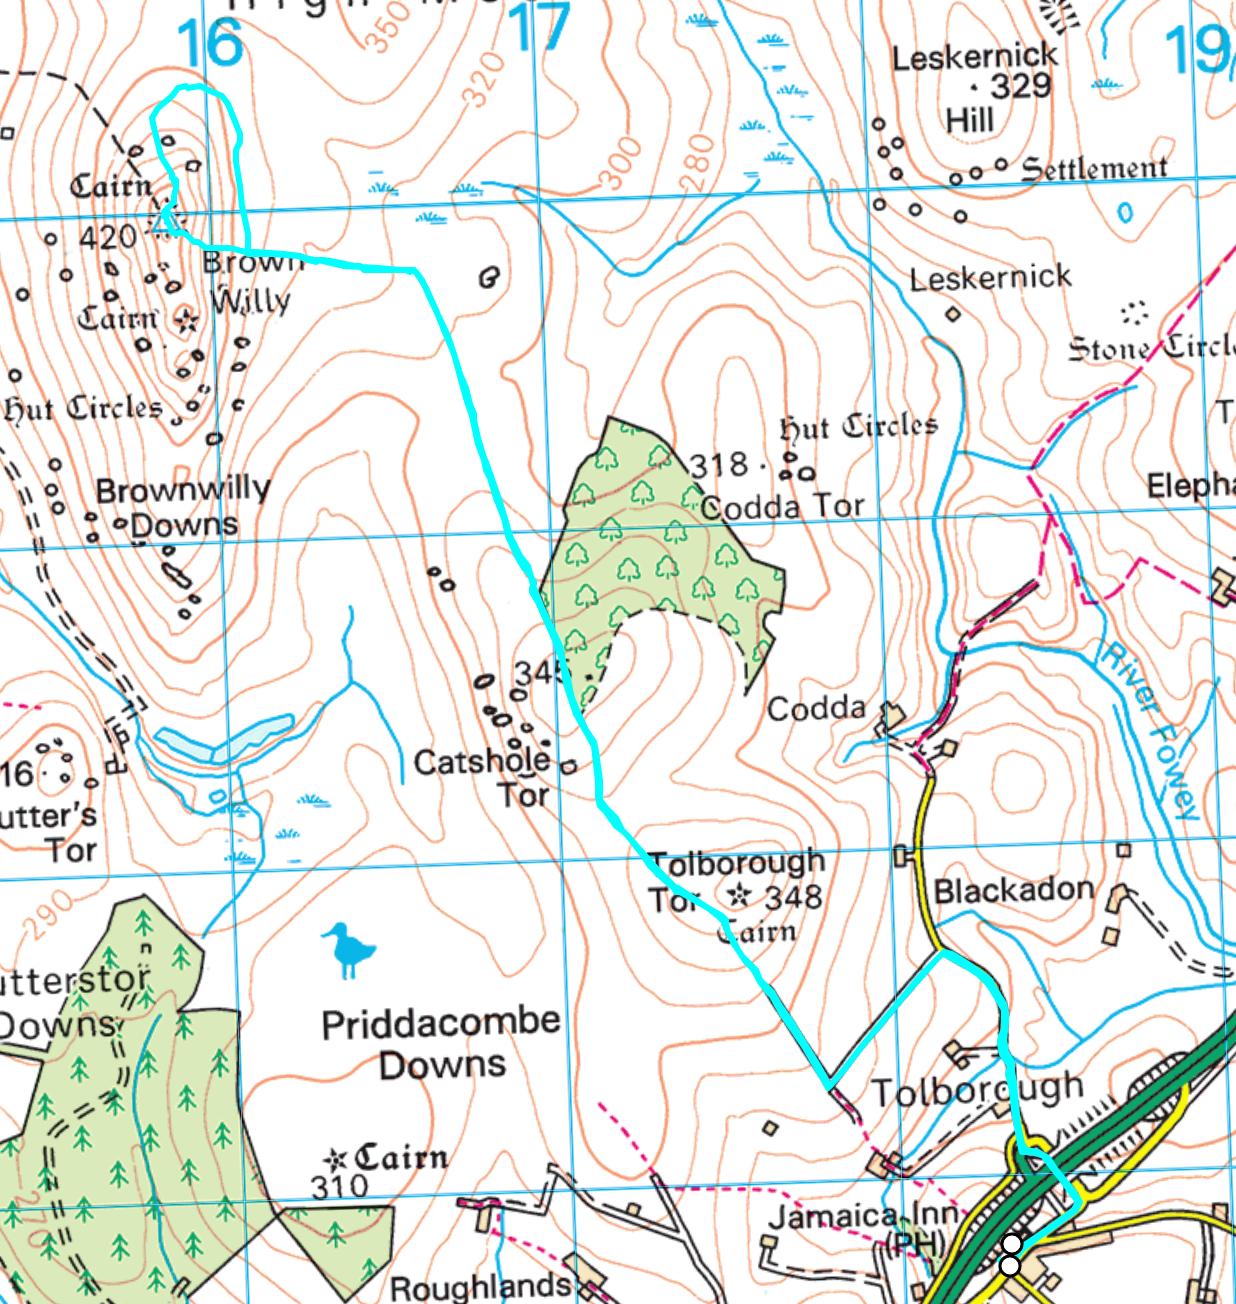 16
17
19
350
320
300
280
Leskernick
329
Hill
Settlement
Cairn
420
Brown
Willy
Cairn
Leskernick
Stone Circle
Hut Circles
Hut Circles
318
Codda Tor
Elepha
Brownwilly
Downs
345
Codda
River Fowey
Catshole
Tor
16
utter's
Tor
Tolborough
Tor
348
Cairn
Blackadon
290
utterstor
Downs
Priddacombe
Downs
Tolborough
Cairn
310
270
Jamaica Inn
(PH)
Roughlands